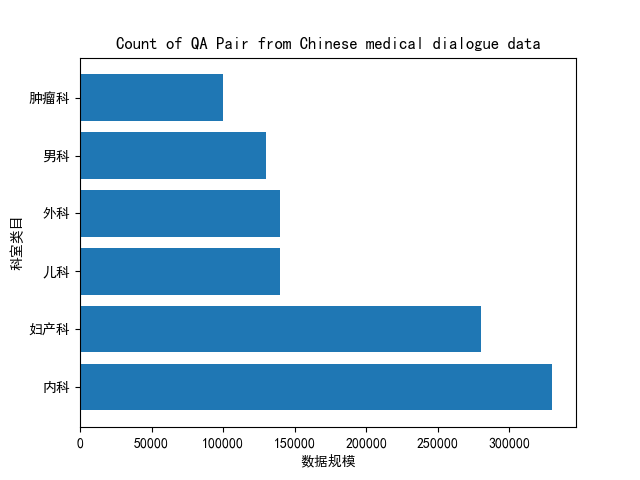 Count of QA Pair from Chinese medical dialogue data
科室类目
肿瘤科
男科
外科
儿科
妇产科
内科
0 50000 100000 150000 200000 250000 300000
数据规模